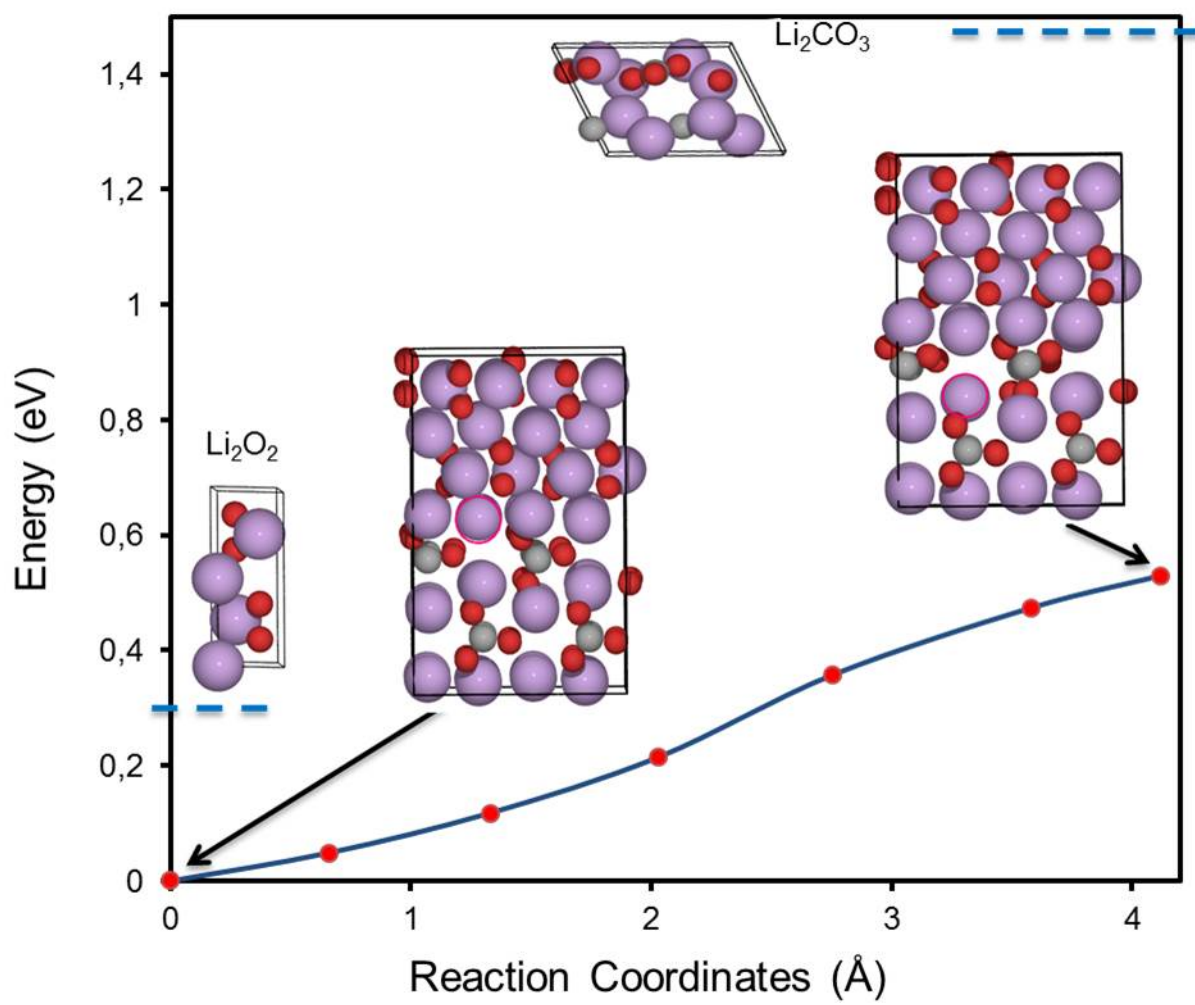 Li₂CO₃
1,4
1,2
1
0,8
Li₂O₂
0,6
0,4
0,2
0
0 1 2 3 4
Energy (eV)
Reaction Coordinates (Å)